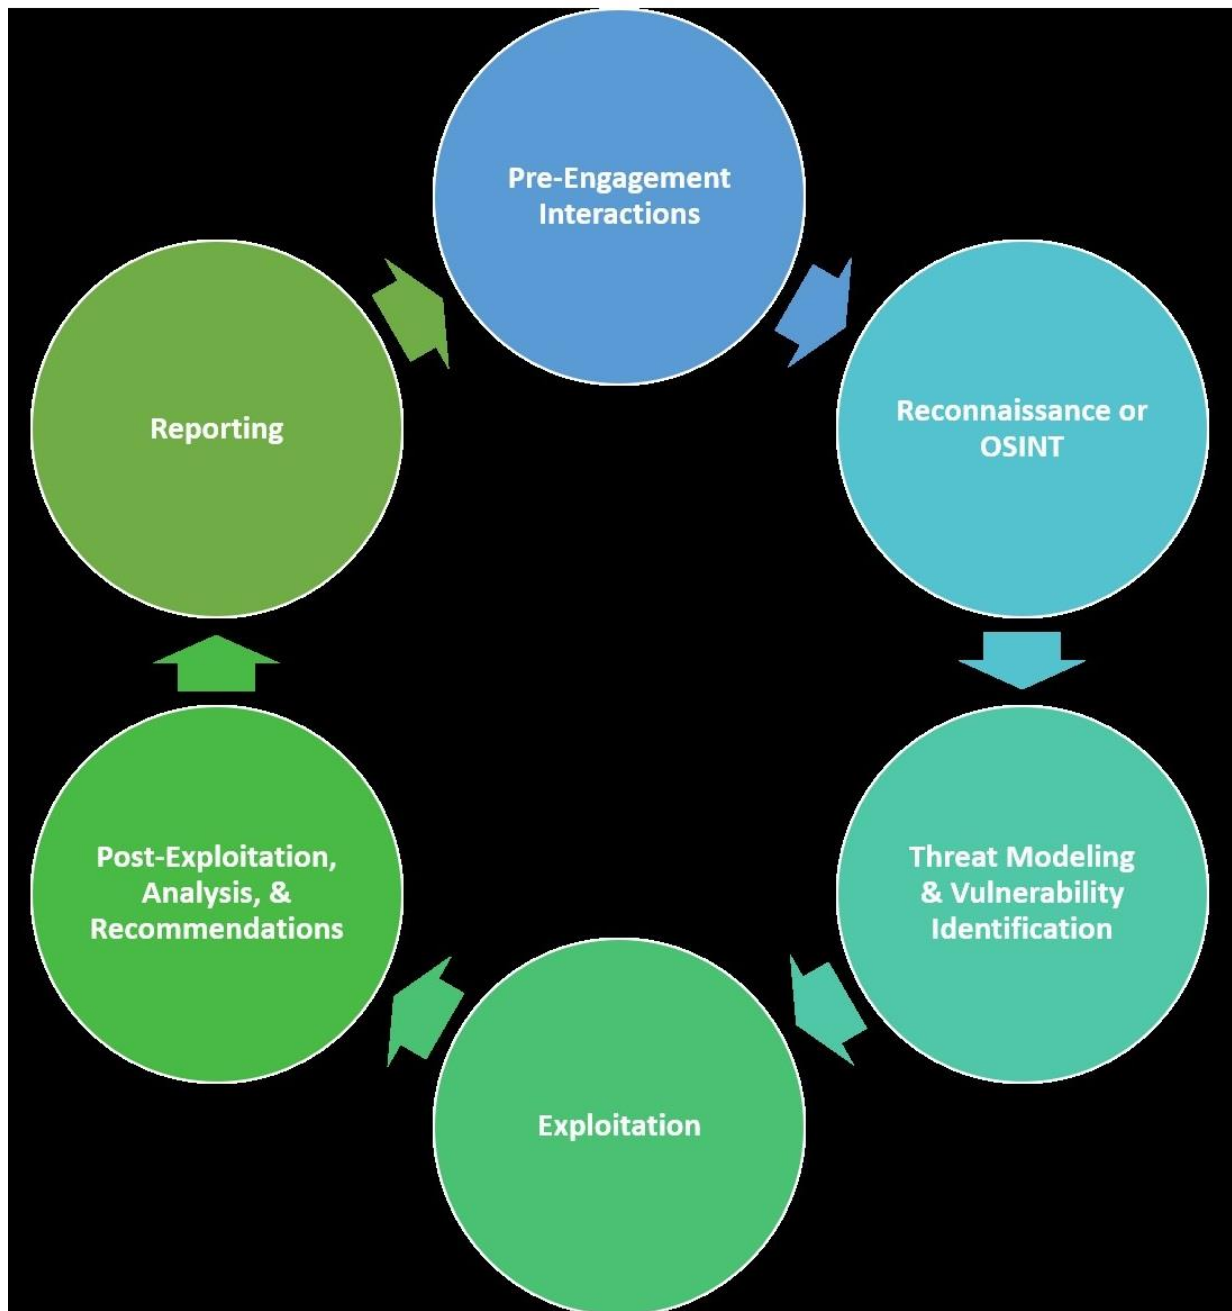 Pre-Engagement
Interactions
Reconnaissance or
OSINT
Threat Modeling
& Vulnerability
Identification
Exploitation
Post-Exploitation,
Analysis, &
Recommendations
Reporting